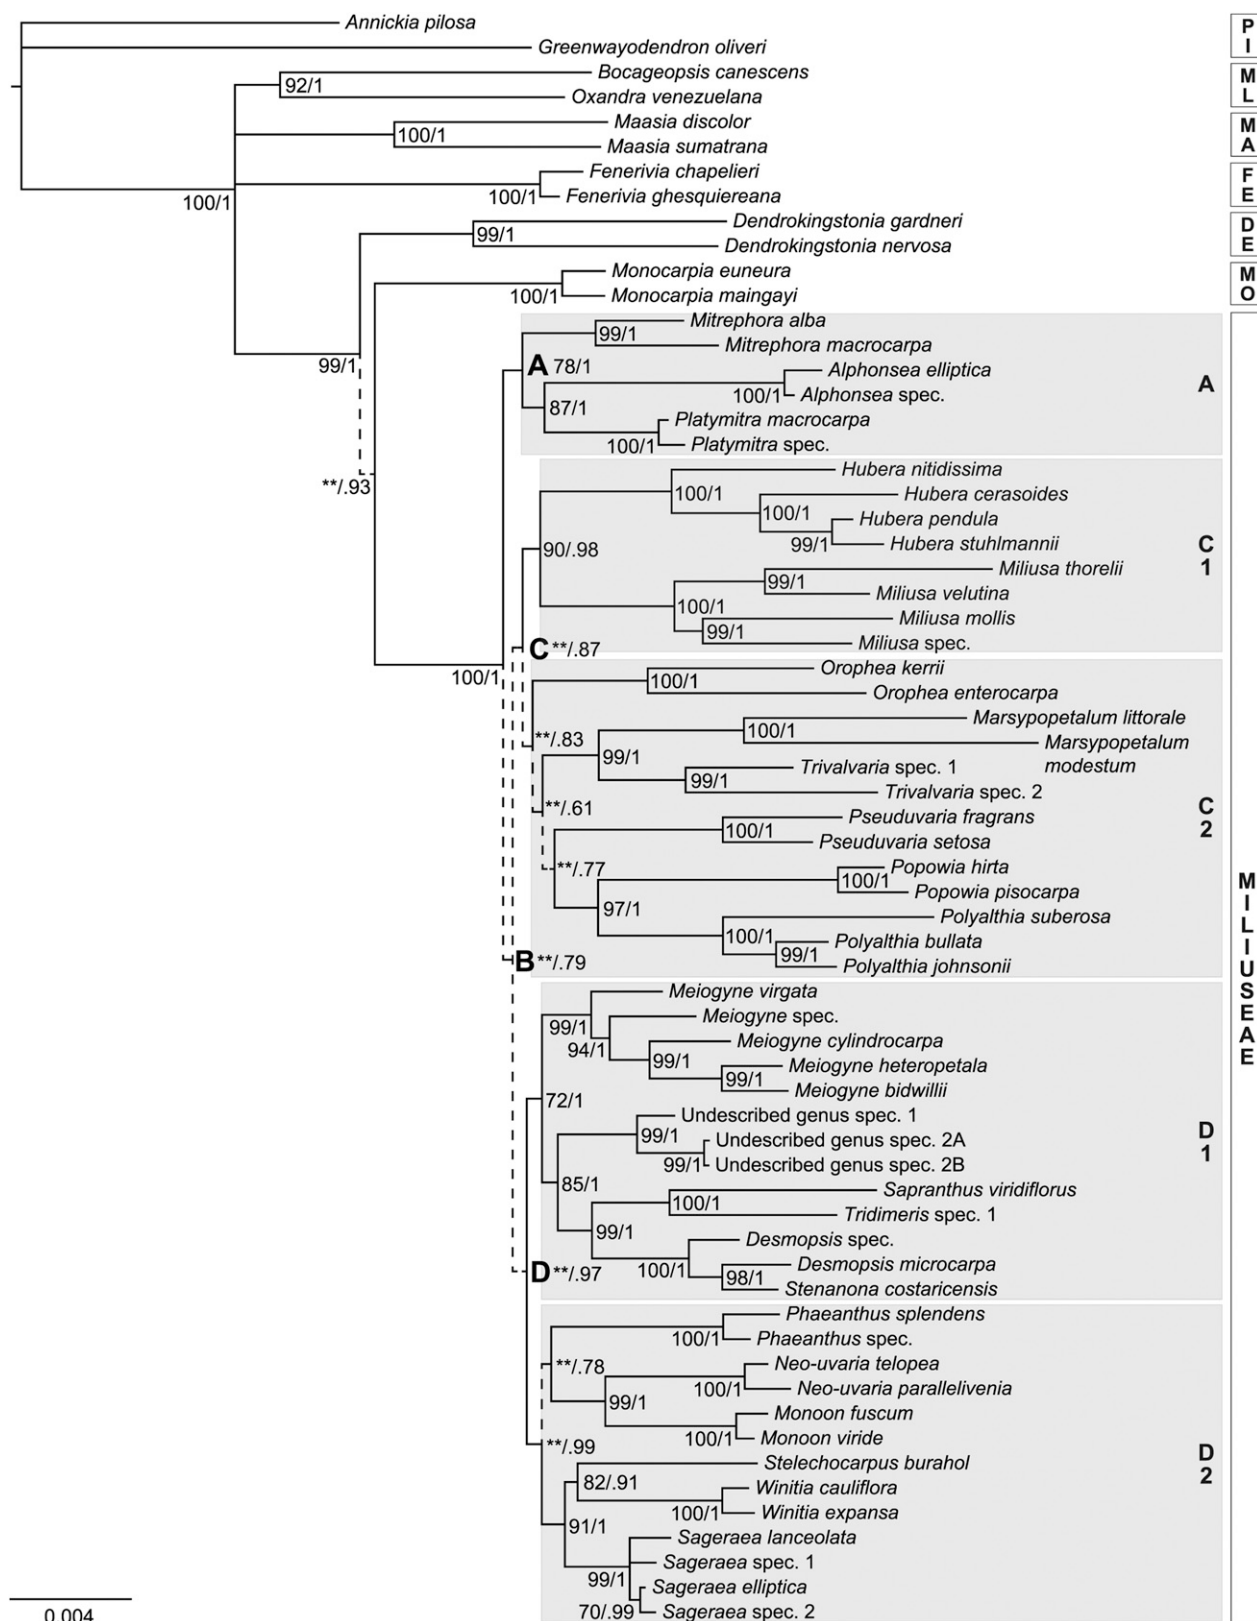 Annickia pilosa
Greenwayodendron oliveri
P
I
Bocageopsis canescens
92/1
Oxandra venezuelana
M
L
Maasia discolor
100/1
Maasia sumatrana
M
A
Fenerivia chapelieri
100/1
100/1
Fenerivia ghesquiereana
F
E
Dendrokingstonia gardneri
99/1
Dendrokingstonia nervosa
D
E
Monocarpia euneura
100/1
Monocarpia maingayi
M
O
Mitrephora alba
99/1
Mitrephora macrocarpa
99/1
A 78/1
Alphonsea elliptica
A
100/1
Alphonsea spec.
87/1
Platymitra macrocarpa
100/1
Platymitra spec.
Hubera nitidissima
**/.93
100/1
Hubera cerasoides
100/1
Hubera pendula
99/1
Hubera stuhlmannii
C
1
90/.98
Miliusa thorelii
99/1
Miliusa velutina
100/1
Miliusa mollis
99/1
Miliusa spec.
C **/.87
100/1
Orophea kerrii
100/1
Orophea enterocarpa
Marsypopetalum littorale
**/.83
100/1
Marsypopetalum
modestum
99/1
Trivalvaria spec. 1
99/1
Trivalvaria spec. 2
**/.61
Pseuduvaria fragrans
C
2
100/1
Pseuduvaria setosa
**/.77
Popowia hirta
100/1
Popowia pisocarpa
97/1
Polyalthia suberosa
100/1
Polyalthia bullata
99/1
Polyalthia johnsonii
B **/.79
MILIUSEAE
Meiogyne virgata
99/1
Meiogyne spec.
94/1
Meiogyne cylindrocarpa
99/1
Meiogyne heteropetala
99/1
Meiogyne bidwillii
72/1
Undescribed genus spec. 1
99/1
Undescribed genus spec. 2A
99/1
Undescribed genus spec. 2B
D
1
85/1
Sapranthus viridiflorus
100/1
Tridimeris spec. 1
99/1
Desmopsis spec.
100/1
Desmopsis microcarpa
98/1
Stenanona costaricensis
D **/.97
Phaeanthus splendens
100/1
Phaeanthus spec.
**/.78
Neo-uvaria telopea
100/1
Neo-uvaria parallelivenia
99/1
Monoon fuscum
100/1
Monoon viride
**/.99
D
2
Stelechocarpus burahol
82/.91
Winitia cauliflora
100/1
Winitia expansa
91/1
Sageraea lanceolata
Sageraea spec. 1
99/1
Sageraea elliptica
70/.99
Sageraea spec. 2
0.004